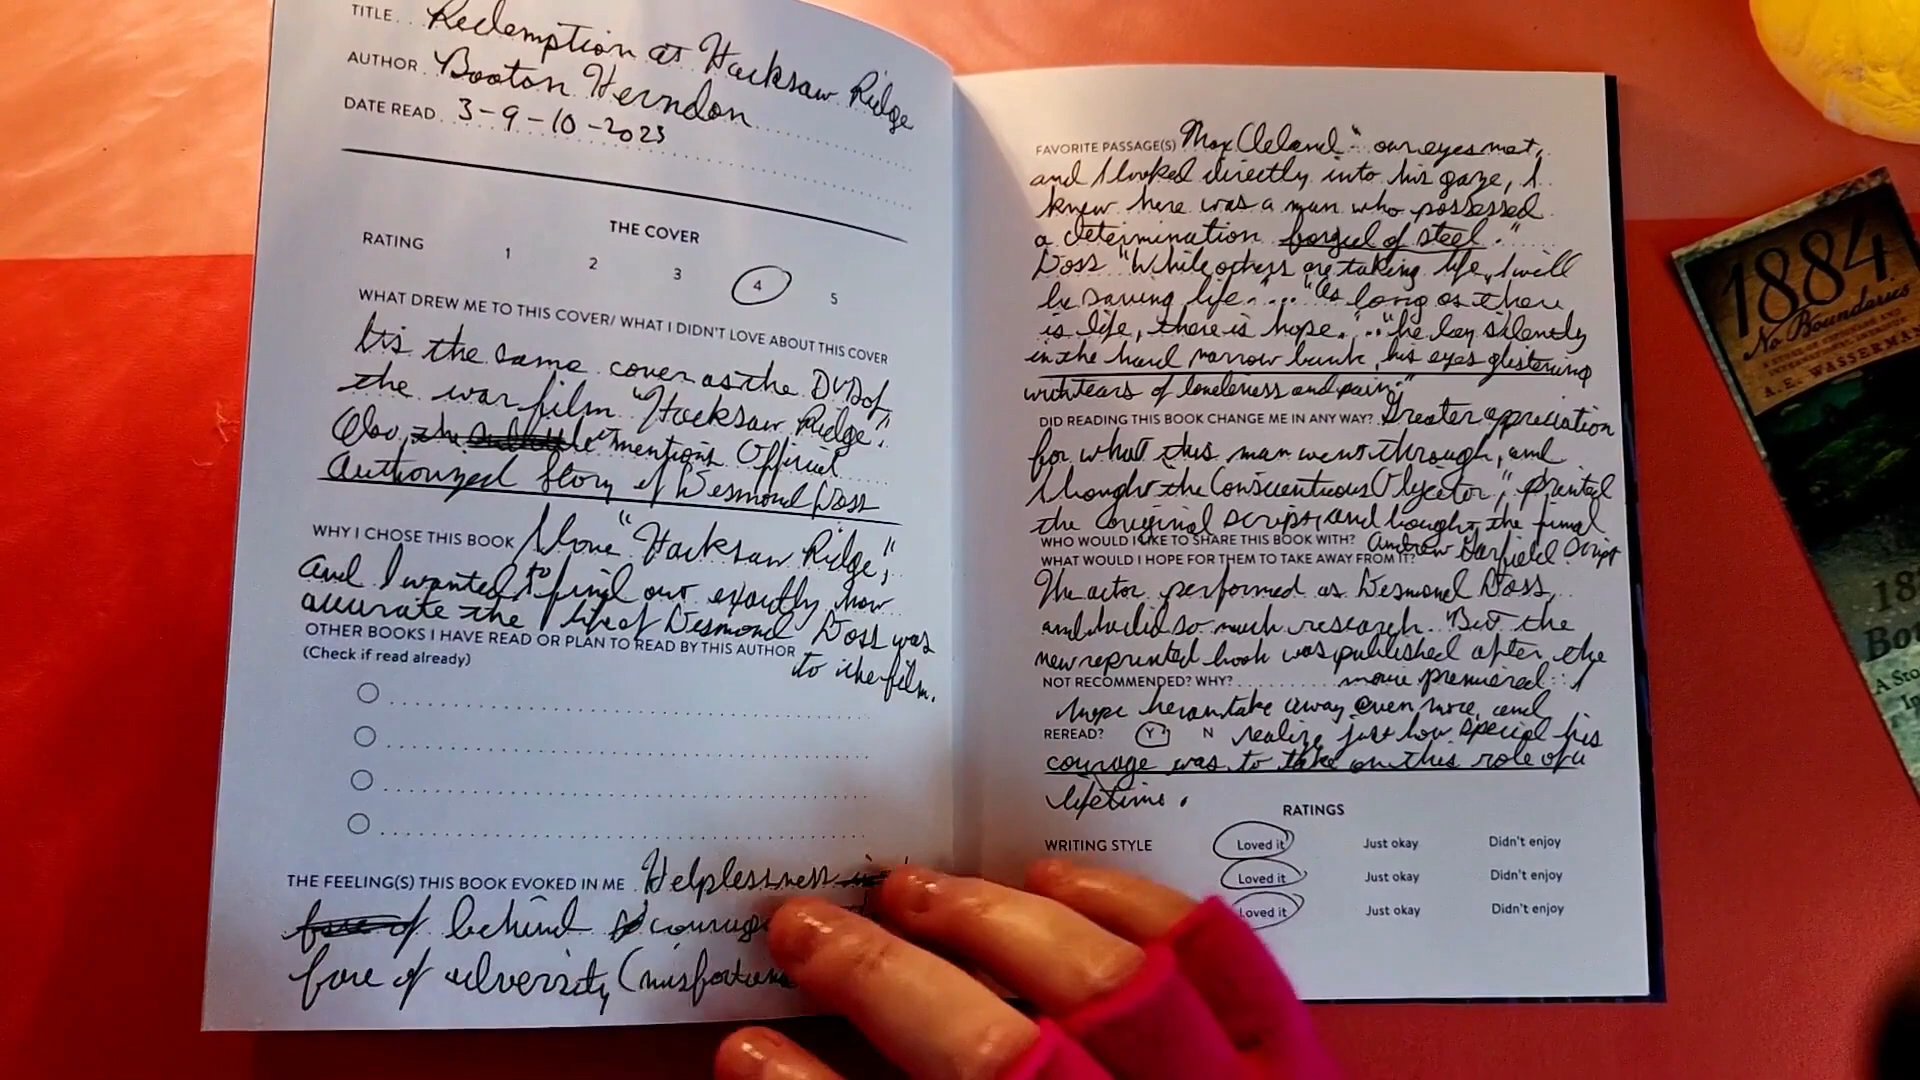 TITLE Redemption at Hacksaw Ridge
AUTHOR Booton Herndon
DATE READ 3-9-10-2023
THE COVER
RATING 1 2 3 4 5
WHAT DREW ME TO THIS COVER/ WHAT I DIDN'T LOVE ABOUT THIS COVER
It's the same cover as the DVD of
the war film "Hacksaw Ridge".
Also, the it mentions Official
Authorized Story of Desmond Doss
WHY I CHOSE THIS BOOK I love "Hacksaw Ridge,"
and I wanted to find out exactly how
accurate the life of Desmond Doss was
to the film.
OTHER BOOKS I HAVE READ OR PLAN TO READ BY THIS AUTHOR
(Check if read already)
THE FEELING(S) THIS BOOK EVOKED IN ME Helplessness in
face of behind courage
face of adversity (misfortune
FAVORITE PASSAGE(S) Max Cleland "our eyes met,
and I looked directly into his gaze, I
knew here was a man who possessed
a determination forged of steel."
Doss "While others are taking life, I will
be saving life."..."As long as there
is life, there is hope."..."he lay silently
in the hard narrow bunk, his eyes glistening
with tears of loneleness and pain."
DID READING THIS BOOK CHANGE ME IN ANY WAY? Greater appreciation
for what this man went through, and
I bought "the Conscientuous Objector," printed
the original script, and bought the final
script
WHO WOULD I LIKE TO SHARE THIS BOOK WITH? Andrew Garfield
WHAT WOULD I HOPE FOR THEM TO TAKE AWAY FROM IT?
The actor performed as Desmond Doss,
and he did so much research. But the
new reprinted book was published after the
movie premiered. I
NOT RECOMMENDED? WHY?
hope he can take away even more, and
REREAD? Y N realize just how special his
courage was to take on this role of a
lifetime.
RATINGS
WRITING STYLE Loved it Just okay Didn't enjoy
Loved it Just okay Didn't enjoy
Loved it Just okay Didn't enjoy
1884
No Boundaries
A.E. WASSERMAN